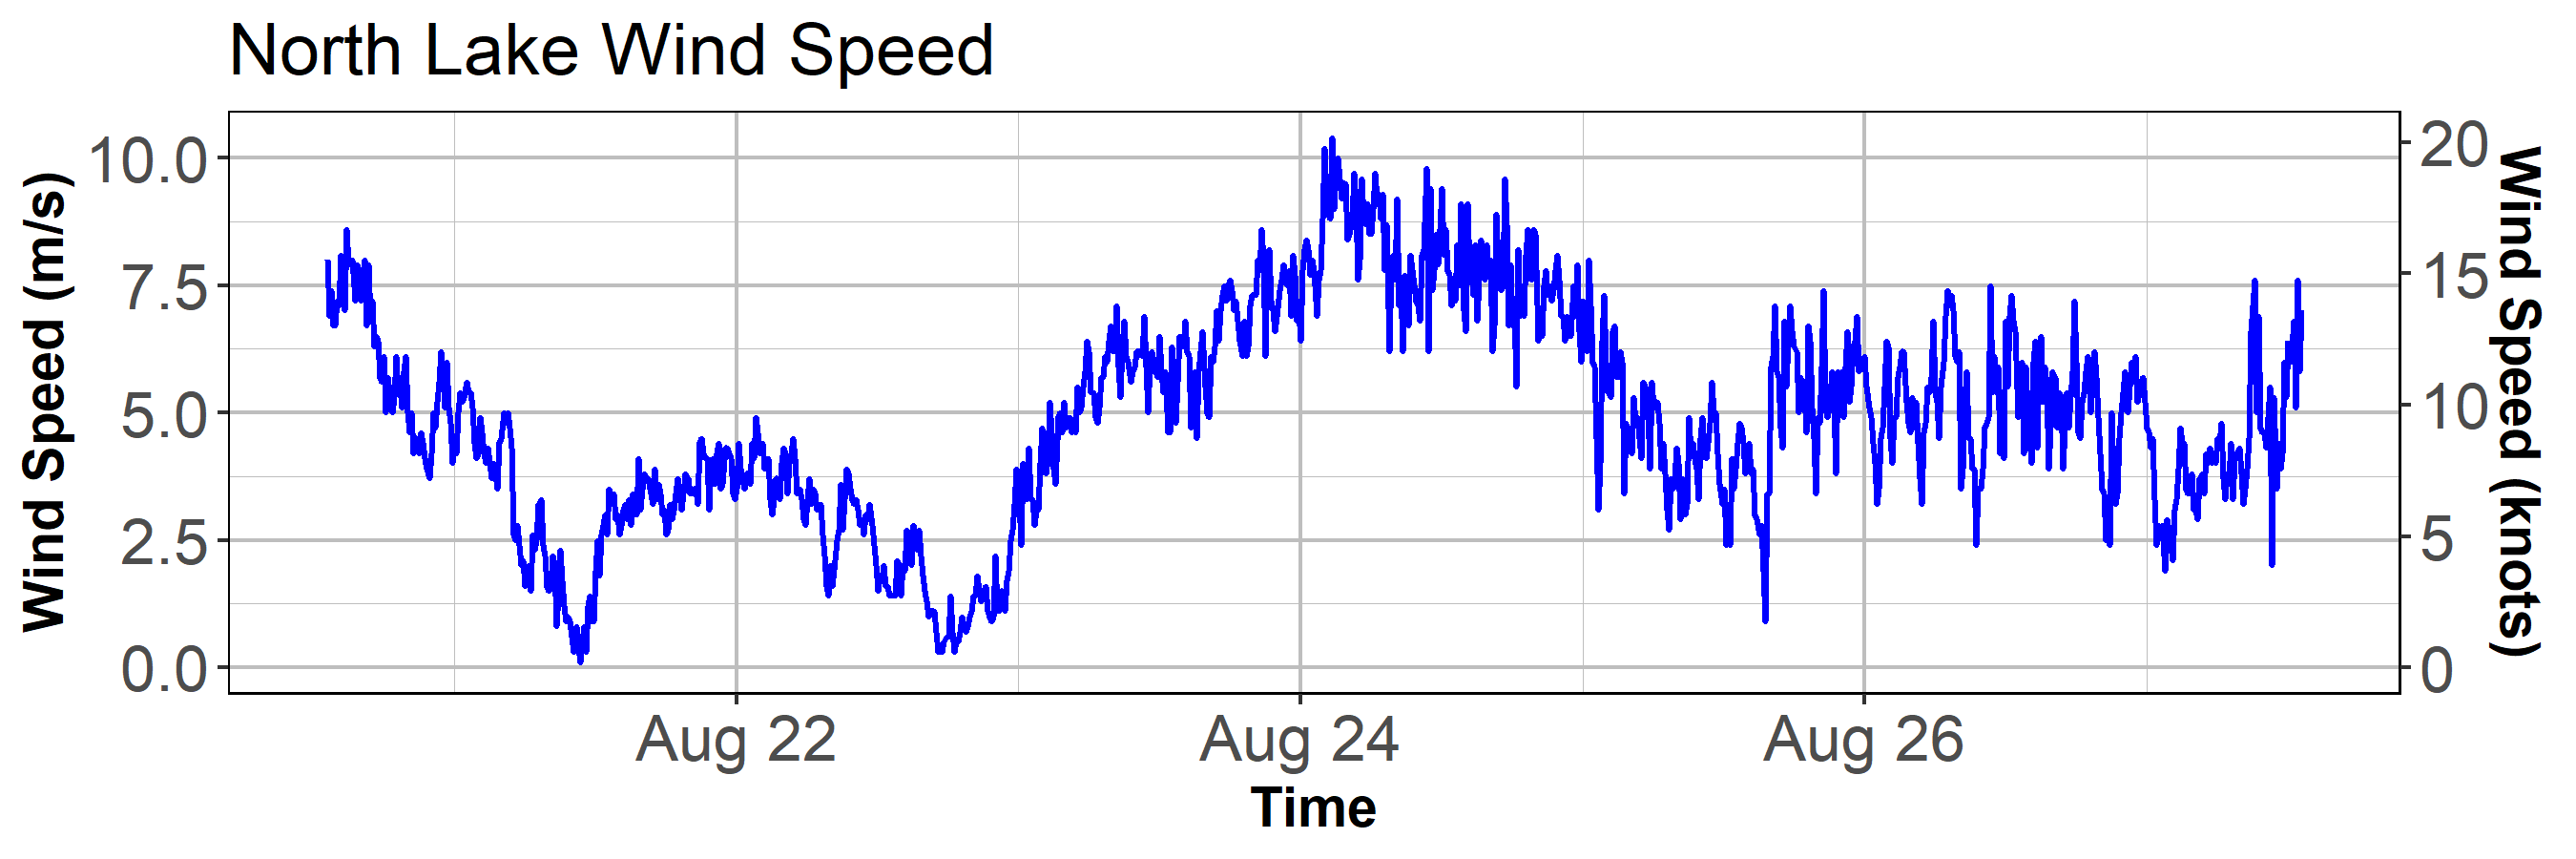 North Lake Wind Speed
Wind Speed (m/s)
10.0
7.5
5.0
2.5
0.0
20
15
10
5
0
Wind Speed (knots)
Aug 22
Aug 24
Aug 26
Time